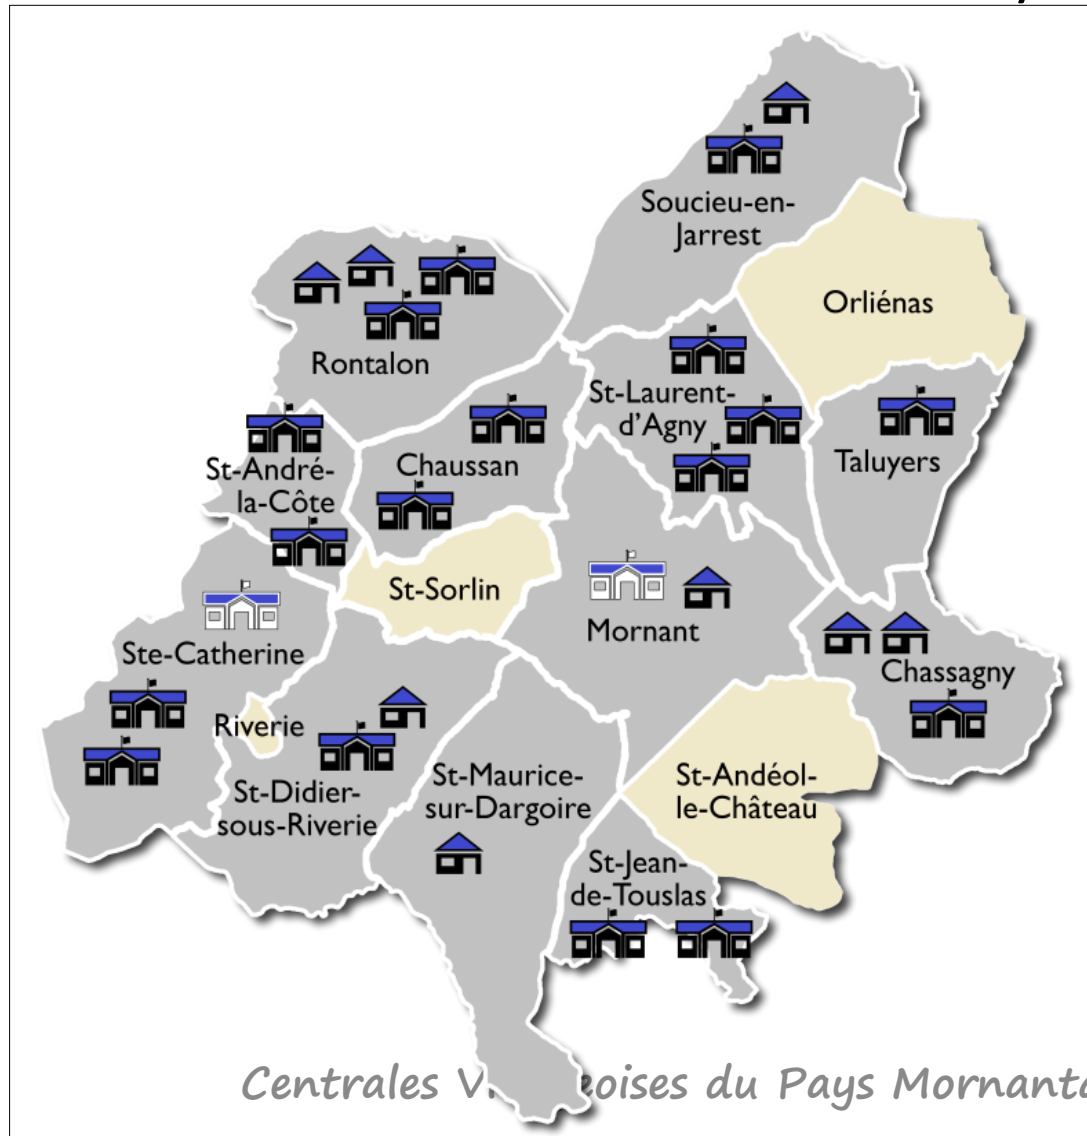 Soucieu-en-
Jarrest
Orliénas
Rontalon
St-Laurent-
d'Agny
Taluyers
Chaussan
St-André-
la-Côte
St-Sorlin
Mornant
Ste-Catherine
Chassagny
Riverie
St-Didier-
sous-Riverie
St-Maurice-
sur-Dargoire
St-Andéol-
le-Château
St-Jean-
de-Touslas
Centrales du Pays